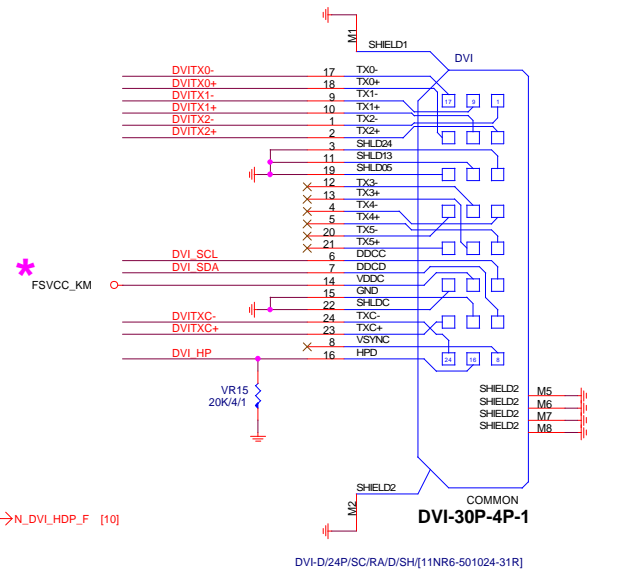 M1
SHIELD1
DVI
DVITX0- 17 TX0-
DVITX0+ 18 TX0+
DVITX1- 9 TX1-
DVITX1+ 10 TX1+
DVITX2- 1 TX2-
DVITX2+ 2 TX2+
3 SHLD24
11 SHLD13
19 SHLD05
12 TX3-
13 TX3+
4 TX4-
5 TX4+
20 TX5-
21 TX5+
DVI_SCL 6 DDCC
DVI_SDA 7 DDCD
* FSVCC_KM 14 VDDC
15 GND
22 SHLDC
DVITXC- 24 TXC-
DVITXC+ 23 TXC+
8 VSYNC
DVI_HP 16 HPD
17 9 1
24 16 8
VR15
20K/4/1
SHIELD2 M5
SHIELD2 M6
SHIELD2 M7
SHIELD2 M8
SHIELD2
M2
COMMON
DVI-30P-4P-1
N_DVI_HDP_F [10]
DVI-D/24P/SC/RA/D/SH/[11NR6-501024-31R]